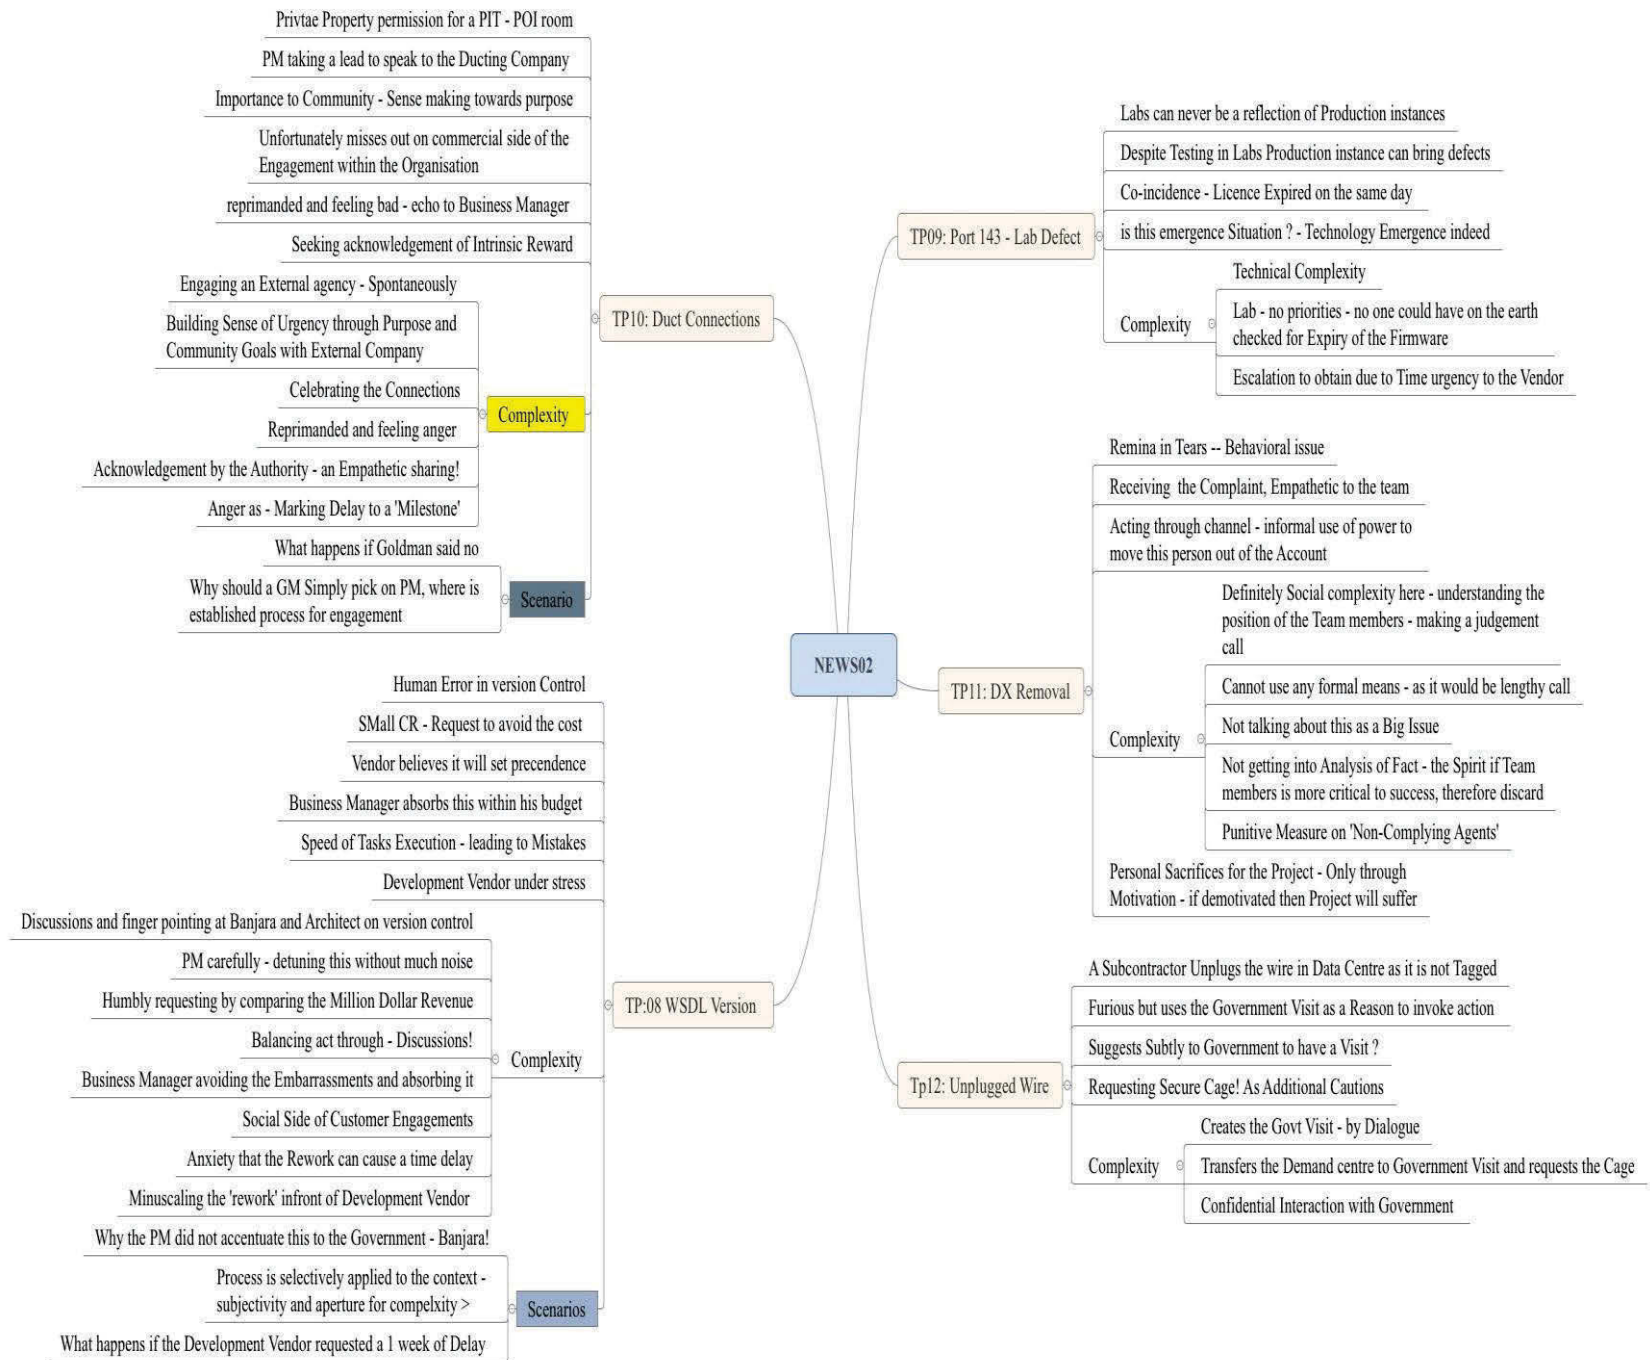 Privtae Property permission for a PIT - POI room
PM taking a lead to speak to the Ducting Company
Importance to Community - Sense making towards purpose
Unfortunately misses out on commercial side of the
Engagement within the Organisation
reprimanded and feeling bad - echo to Business Manager
Seeking acknowledgement of Intrinsic Reward
Engaging an External agency - Spontaneously
Building Sense of Urgency through Purpose and
Community Goals with External Company
Celebrating the Connections
Reprimanded and feeling anger
Acknowledgement by the Authority - an Empathetic sharing!
Anger as - Marking Delay to a 'Milestone'
Complexity
What happens if Goldman said no
Why should a GM Simply pick on PM, where is
established process for engagement
Scenario
TP10: Duct Connections
Human Error in version Control
SMall CR - Request to avoid the cost
Vendor believes it will set precendence
Business Manager absorbs this within his budget
Speed of Tasks Execution - leading to Mistakes
Development Vendor under stress
Discussions and finger pointing at Banjara and Architect on version control
PM carefully - detuning this without much noise
Humbly requesting by comparing the Million Dollar Revenue
Balancing act through - Discussions!
Business Manager avoiding the Embarrassments and absorbing it
Social Side of Customer Engagements
Anxiety that the Rework can cause a time delay
Minuscaling the 'rework' infront of Development Vendor
Complexity
Why the PM did not accentuate this to the Government - Banjara!
Process is selectively applied to the context -
subjectivity and aperture for compelxity >
What happens if the Development Vendor requested a 1 week of Delay
Scenarios
TP:08 WSDL Version
NEWS02
TP09: Port 143 - Lab Defect
Labs can never be a reflection of Production instances
Despite Testing in Labs Production instance can bring defects
Co-incidence - Licence Expired on the same day
is this emergence Situation ? - Technology Emergence indeed
Complexity
Technical Complexity
Lab - no priorities - no one could have on the earth
checked for Expiry of the Firmware
Escalation to obtain due to Time urgency to the Vendor
TP11: DX Removal
Remina in Tears -- Behavioral issue
Receiving the Complaint, Empathetic to the team
Acting through channel - informal use of power to
move this person out of the Account
Complexity
Definitely Social complexity here - understanding the
position of the Team members - making a judgement
call
Cannot use any formal means - as it would be lengthy call
Not talking about this as a Big Issue
Not getting into Analysis of Fact - the Spirit if Team
members is more critical to success, therefore discard
Punitive Measure on 'Non-Complying Agents'
Personal Sacrifices for the Project - Only through
Motivation - if demotivated then Project will suffer
Tp12: Unplugged Wire
A Subcontractor Unplugs the wire in Data Centre as it is not Tagged
Furious but uses the Government Visit as a Reason to invoke action
Suggests Subtly to Government to have a Visit ?
Requesting Secure Cage! As Additional Cautions
Complexity
Creates the Govt Visit - by Dialogue
Transfers the Demand centre to Government Visit and requests the Cage
Confidential Interaction with Government